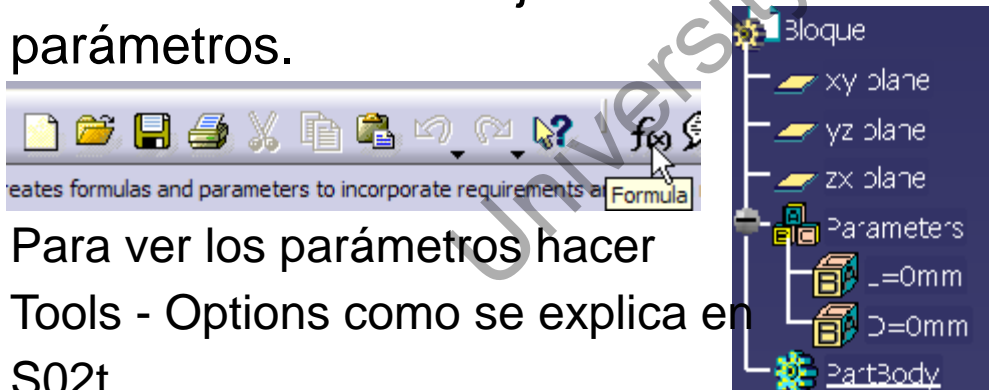 parámetros.
eates formulas and parameters to incorporate requirements
Formula
f(x)
Para ver los parámetros hacer
Tools - Options como se explica en
S02t
Bloque
xy plane
yz plane
zx plane
Parameters
L=0mm
D=0mm
PartBody
Univers